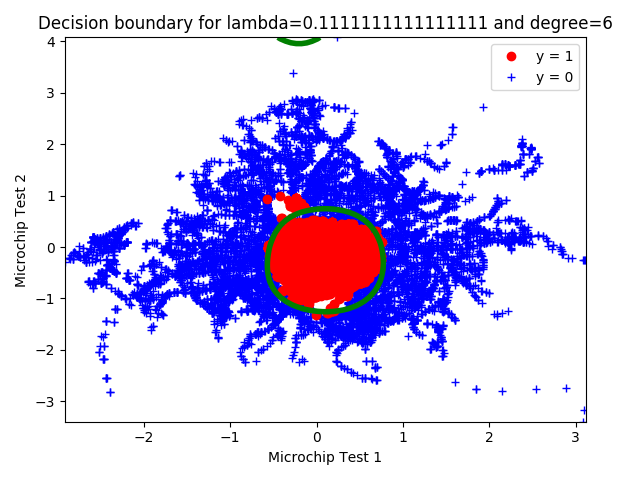 Decision boundary for lambda=0.1111111111111111 and degree=6
y = 1
y = 0
4
3
2
1
0
−1
−2
−3
Microchip Test 2
−2
−1
0
1
2
3
Microchip Test 1